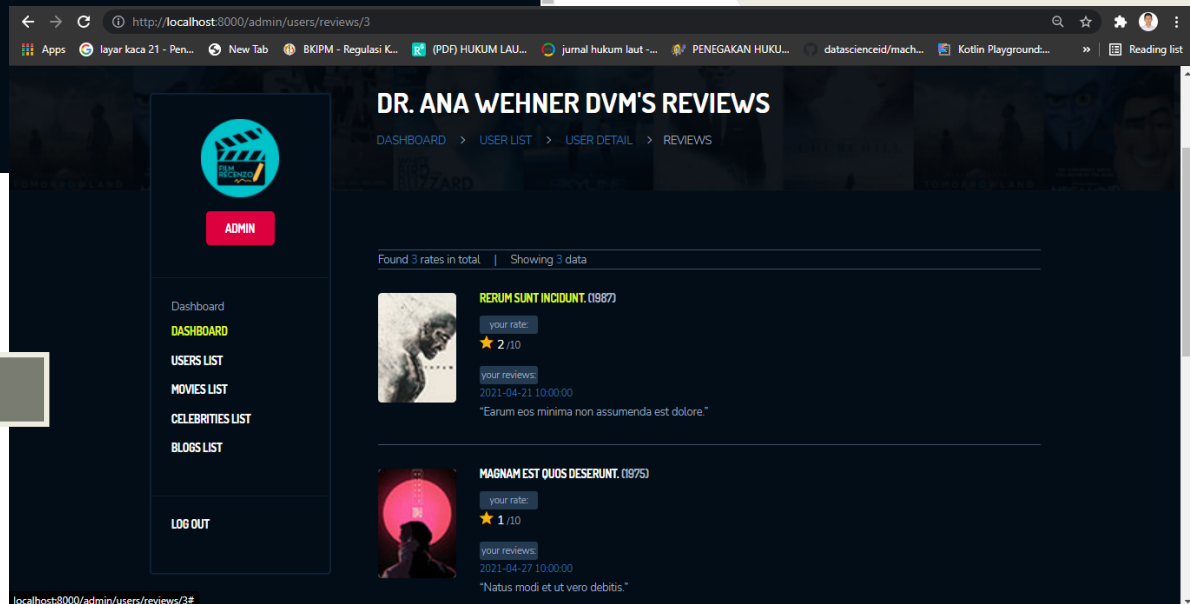 http://localhost:8000/admin/users/reviews/3
Apps layar kaca 21 - Pen... New Tab BKIPM - Regulasi K... (PDF) HUKUM LAU... jurnal hukum laut -... PENEGAKAN HUKU... datascienceid/mach... Kotlin Playground:... » Reading list
DR. ANA WEHNER DVM'S REVIEWS
DASHBOARD > USER LIST > USER DETAIL > REVIEWS
FILM
RECENZO
ADMIN
Dashboard
DASHBOARD
USERS LIST
MOVIES LIST
CELEBRITIES LIST
BLOGS LIST
LOG OUT
Found 3 rates in total | Showing 3 data
RERUM SUNT INCIDUNT. (1987)
your rate:
2 /10
your reviews:
2021-04-21 10:00:00
“Earum eos minima non assumenda est dolore.”
MAGNAM EST QUOS DESERUNT. (1975)
your rate:
1 /10
your reviews:
2021-04-27 10:00:00
“Natus modi et ut vero debitis.”
localhost:8000/admin/users/reviews/3#